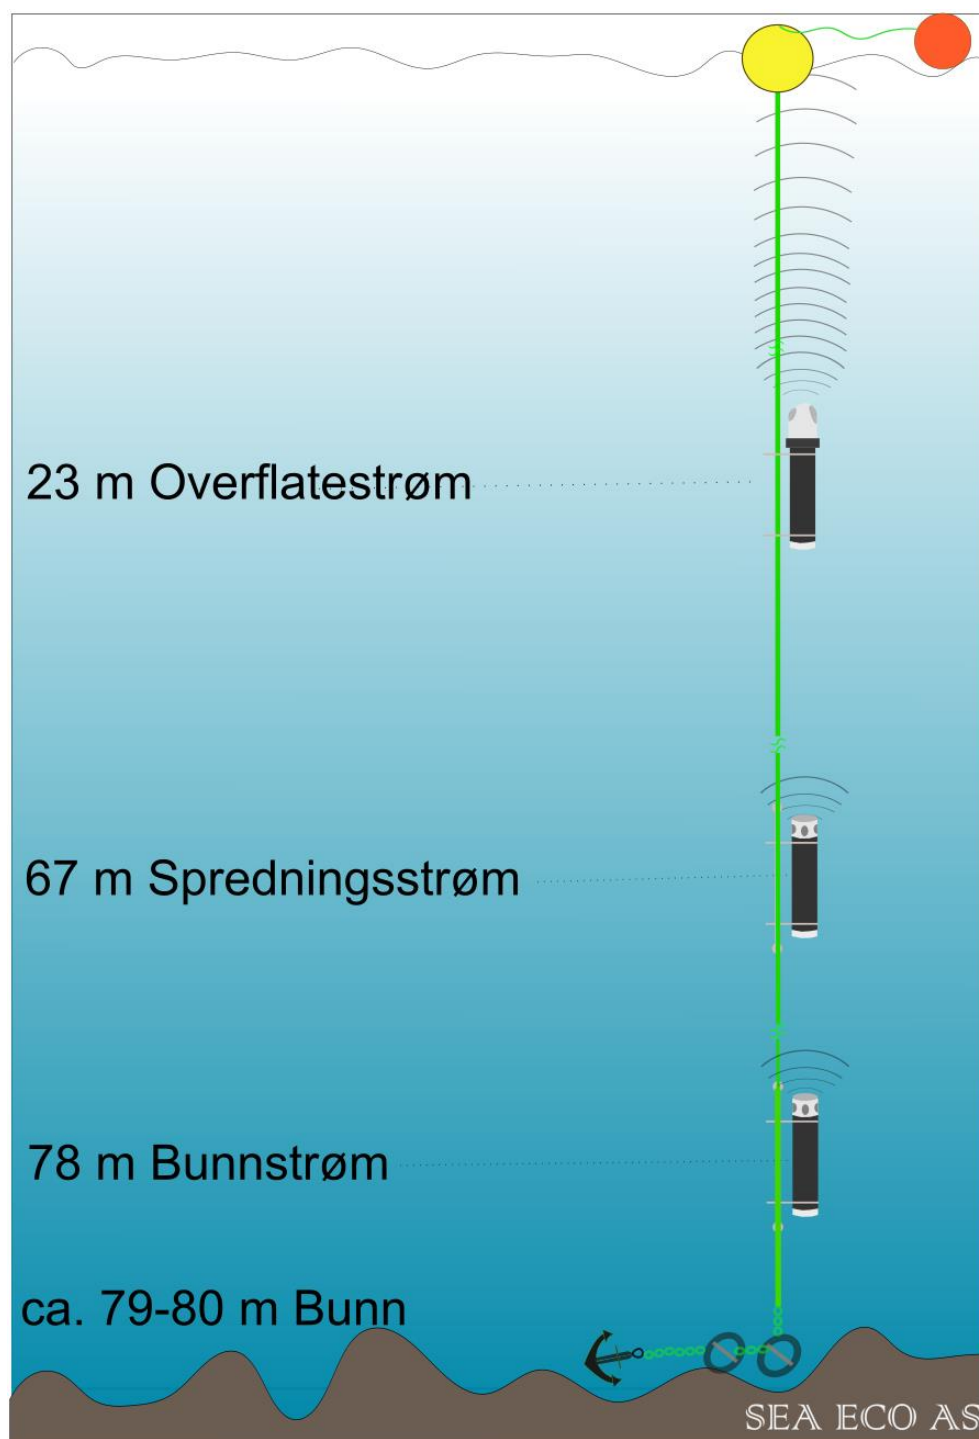 23 m Overflatestrøm
67 m Spredningsstrøm
78 m Bunnstrøm
ca. 79-80 m Bunn
SEA ECO AS